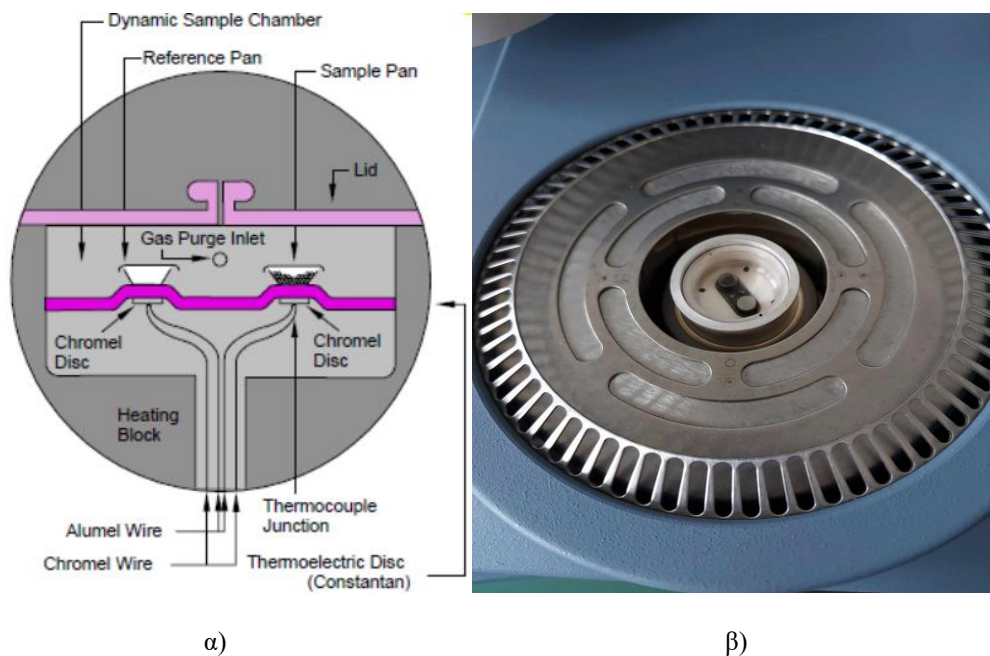 Dynamic Sample Chamber
Reference Pan
Sample Pan
Lid
Gas Purge Inlet
Chromel
Disc
Chromel
Disc
Heating
Block
Thermocouple
Junction
Alumel Wire
Chromel Wire
Thermoelectric Disc
(Constantan)
α)
β)